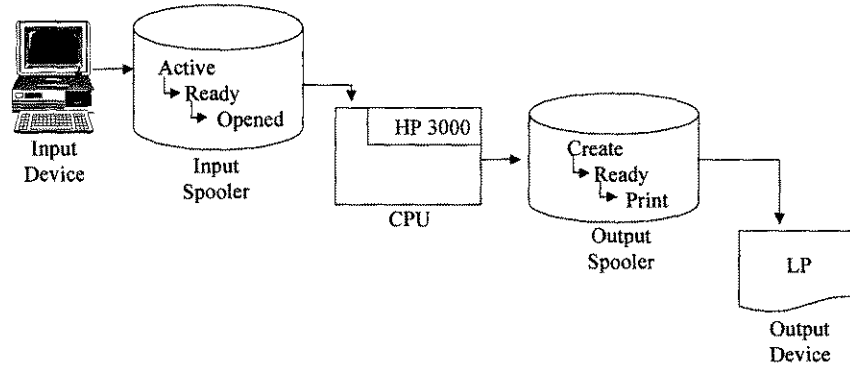 Input
Device
Active
Ready
Opened
Input
Spooler
HP 3000
CPU
Create
Ready
Print
Output
Spooler
LP
Output
Device